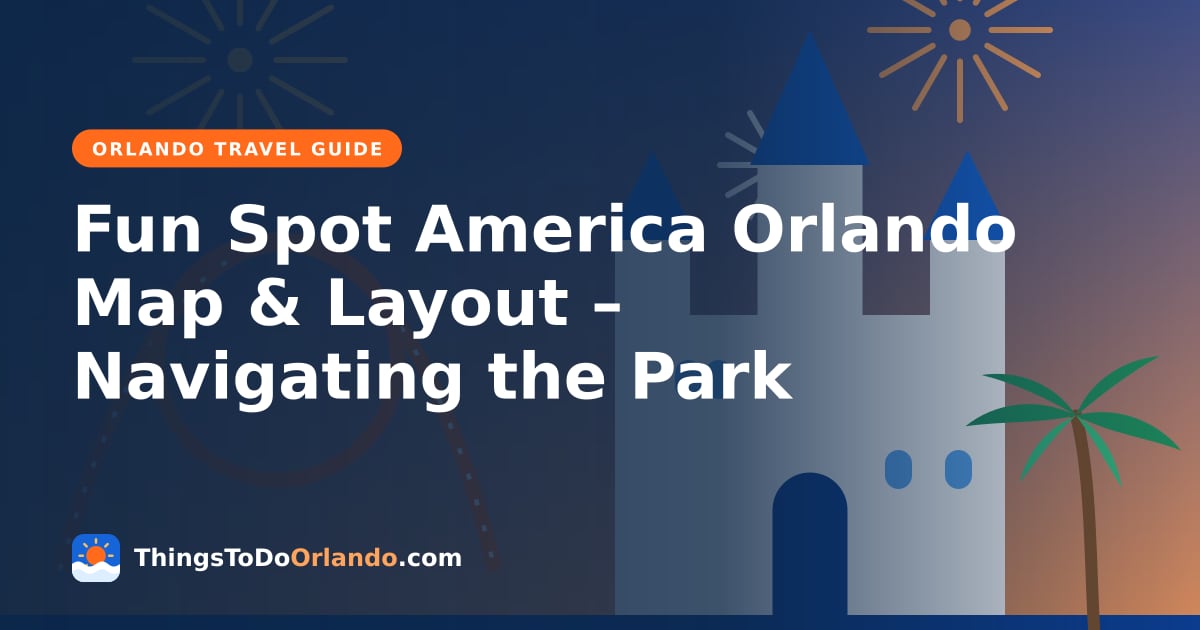 ORLANDO TRAVEL GUIDE
Fun Spot America Orlando
Map & Layout –
Navigating the Park
ThingsToDoOrlando.com